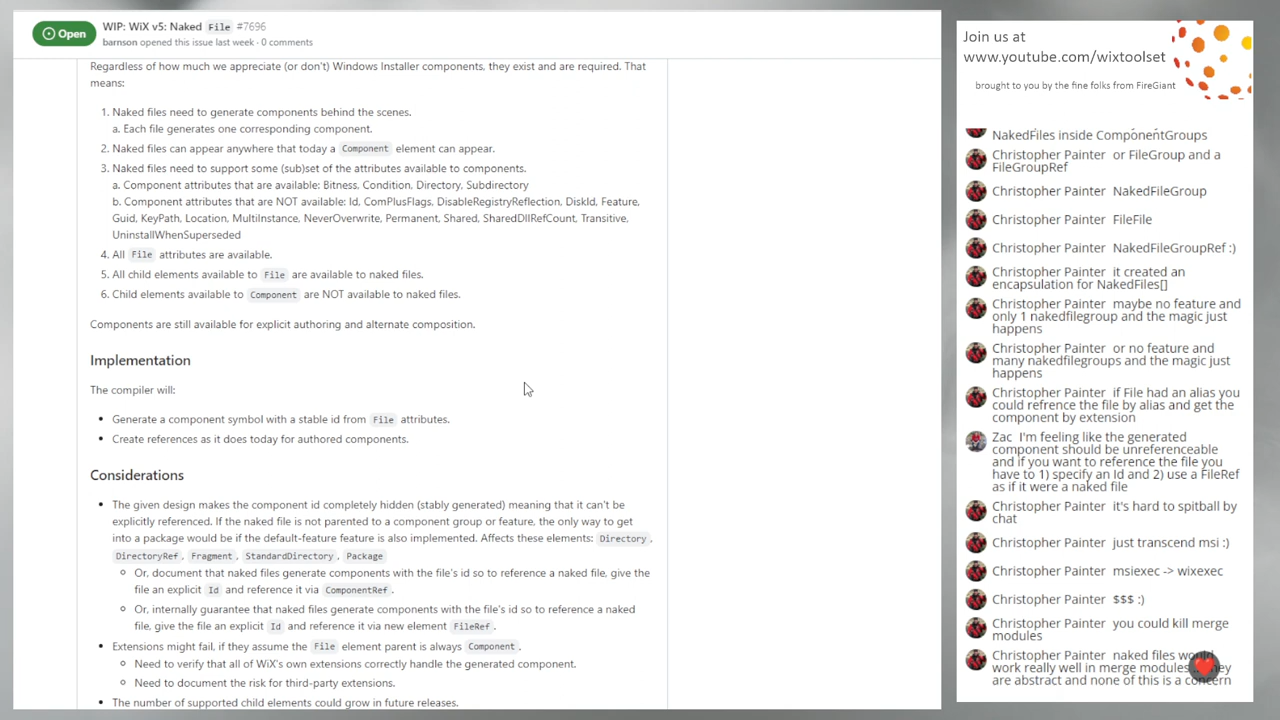 Open
WIP: WiX v5: Naked File #7696
barnson opened this issue last week · 0 comments
Regardless of how much we appreciate (or don't) Windows Installer components, they exist and are required. That
means:
1. Naked files need to generate components behind the scenes.
a. Each file generates one corresponding component.
2. Naked files can appear anywhere that today a Component element can appear.
3. Naked files need to support some (sub)set of the attributes available to components.
a. Component attributes that are available: Bitness, Condition, Directory, Subdirectory
b. Component attributes that are NOT available: Id, ComPlusFlags, DisableRegistryReflection, DiskId, Feature,
Guid, KeyPath, Location, MultiInstance, NeverOverwrite, Permanent, Shared, SharedDllRefCount, Transitive,
UninstallWhenSuperseded
4. All File attributes are available.
5. All child elements available to File are available to naked files.
6. Child elements available to Component are NOT available to naked files.
Components are still available for explicit authoring and alternate composition.
Implementation
The compiler will:
• Generate a component symbol with a stable id from File attributes.
• Create references as it does today for authored components.
Considerations
• The given design makes the component id completely hidden (stably generated) meaning that it can't be
explicitly referenced. If the naked file is not parented to a component group or feature, the only way to get
into a package would be if the default-feature feature is also implemented. Affects these elements: Directory,
DirectoryRef, Fragment, StandardDirectory, Package
○ Or, document that naked files generate components with the file's id so to reference a naked file, give the
file an explicit Id and reference it via ComponentRef.
○ Or, internally guarantee that naked files generate components with the file's id so to reference a naked
file, give the file an explicit Id and reference it via new element FileRef.
• Extensions might fail, if they assume the File element parent is always Component.
○ Need to verify that all of WiX's own extensions correctly handle the generated component.
○ Need to document the risk for third-party extensions.
• The number of supported child elements could grow in future releases.
Join us at
www.youtube.com/wixtoolset
brought to you by the fine folks from FireGiant
NakedFiles inside ComponentGroups
Christopher Painter or FileGroup and a
FileGroupRef
Christopher Painter NakedFileGroup
Christopher Painter FileFile
Christopher Painter NakedFileGroupRef :)
Christopher Painter it created an
encapsulation for NakedFiles[]
Christopher Painter maybe no feature and
only 1 nakedfilegroup and the magic just
happens
Christopher Painter or no feature and
many nakedfilegroups and the magic just
happens
Christopher Painter if File had an alias you
could refrence the file by alias and get the
component by extension
Zac I'm feeling like the generated
component should be unreferenceable
and if you want to reference the file you
have to 1) specify an Id and 2) use a FileRef
as if it were a naked file
Christopher Painter it's hard to spitball by
chat
Christopher Painter just transcend msi :)
Christopher Painter msiexec -> wixexec
Christopher Painter $$$ :)
Christopher Painter you could kill merge
modules
Christopher Painter naked files would
work really well in merge modules they
are abstract and none of this is a concern